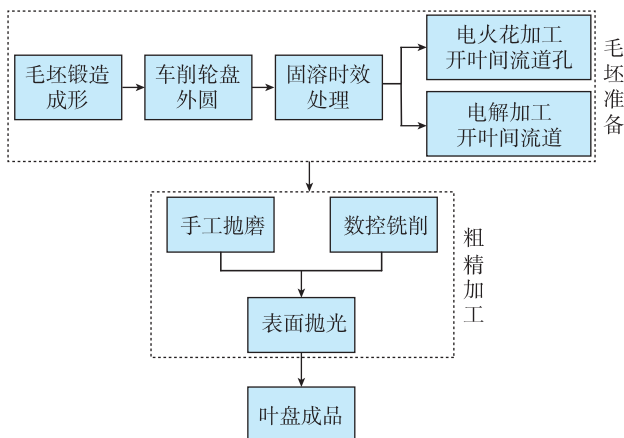 毛坯锻造
成形
车削轮盘
外圆
固溶时效
处理
电火花加工
开叶间流道孔
电解加工
开叶间流道
毛坯准备
手工抛磨
数控铣削
表面抛光
粗精加工
叶盘成品